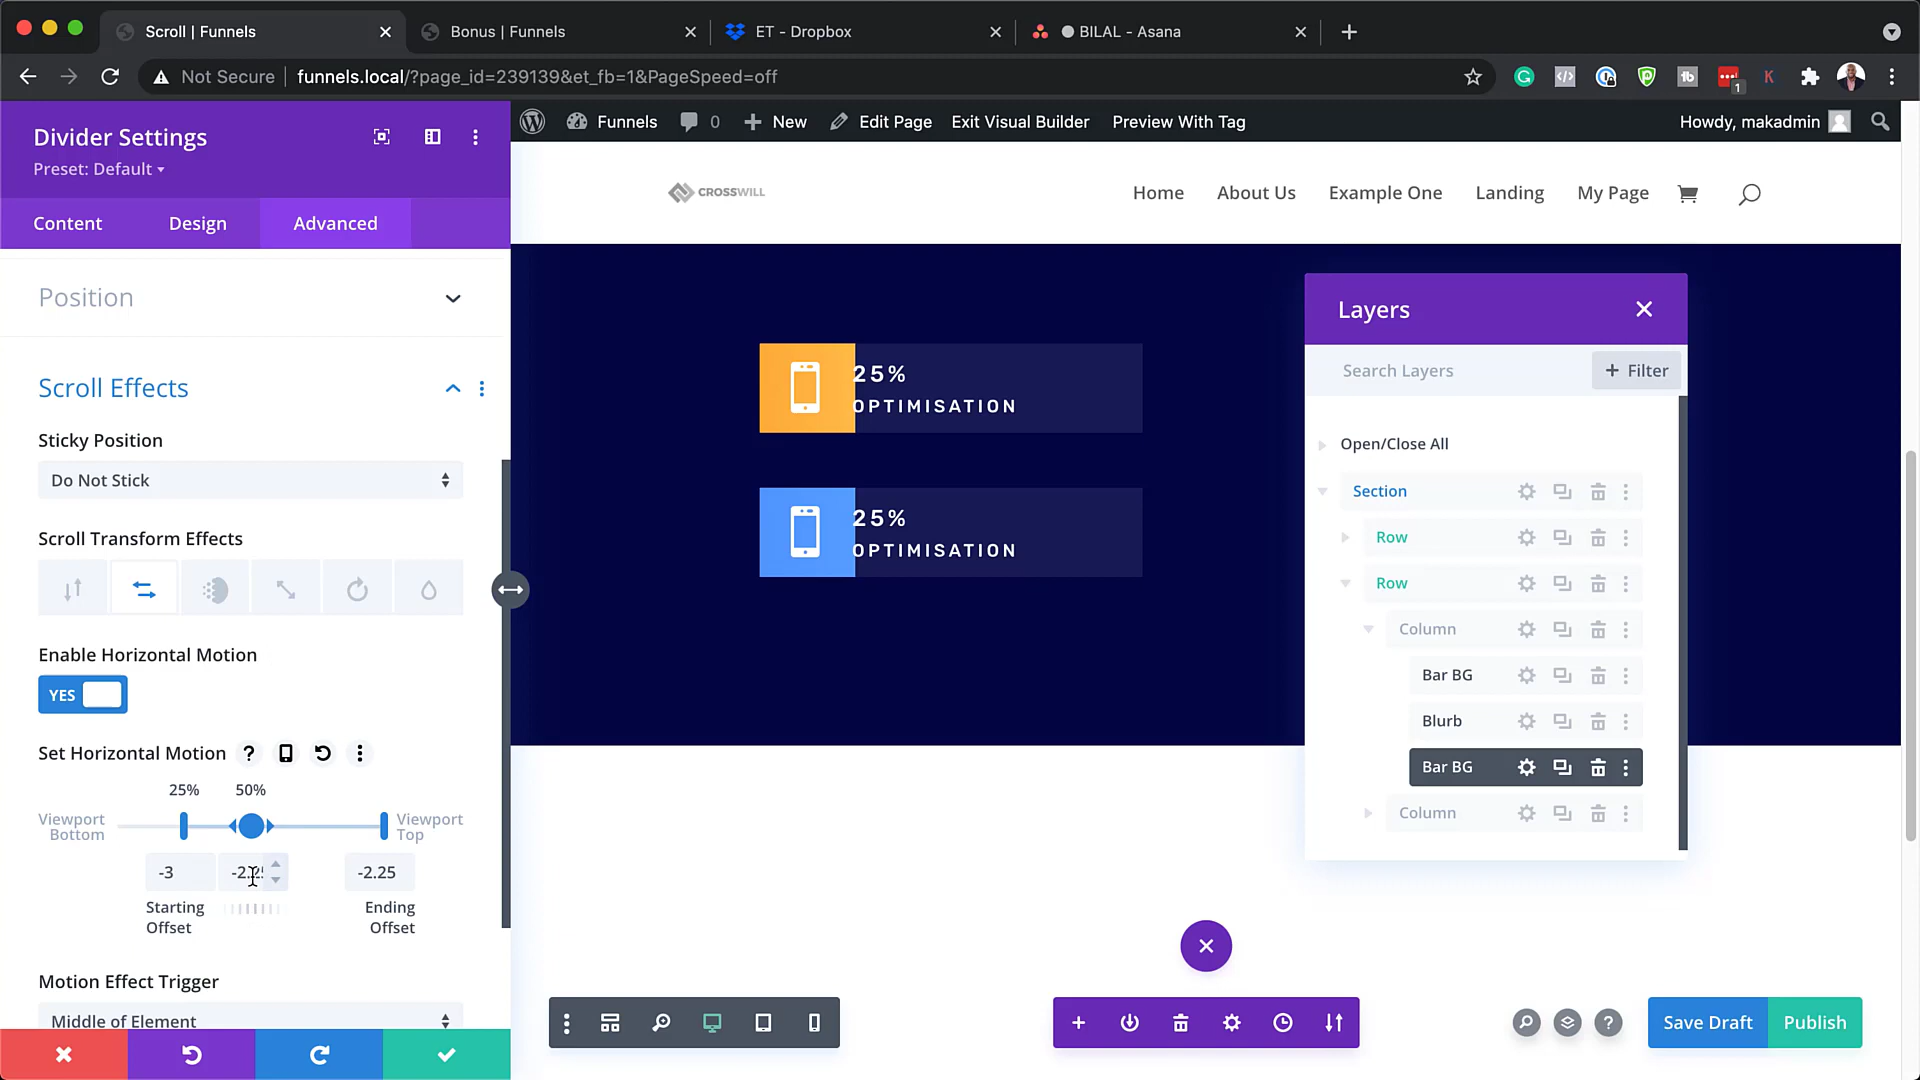 Scroll | Funnels
Bonus | Funnels
ET - Dropbox
BILAL - Asana
Not Secure
funnels.local/?page_id=239139&et_fb=1&PageSpeed=off
1
Divider Settings
Preset: Default
Content
Design
Advanced
Position
Scroll Effects
Sticky Position
Do Not Stick
Scroll Transform Effects
Enable Horizontal Motion
YES
Set Horizontal Motion
25%
50%
Viewport
Bottom
Viewport
Top
-3
-2.25
Starting
Offset
Ending
Offset
Motion Effect Trigger
Middle of Element
Funnels
0
New
Edit Page
Exit Visual Builder
Preview With Tag
Howdy, makadmin
CROSSWILL
Home
About Us
Example One
Landing
My Page
25%
OPTIMISATION
25%
OPTIMISATION
Layers
Search Layers
+ Filter
Open/Close All
Section
Row
Row
Column
Bar BG
Blurb
Bar BG
Column
Save Draft
Publish